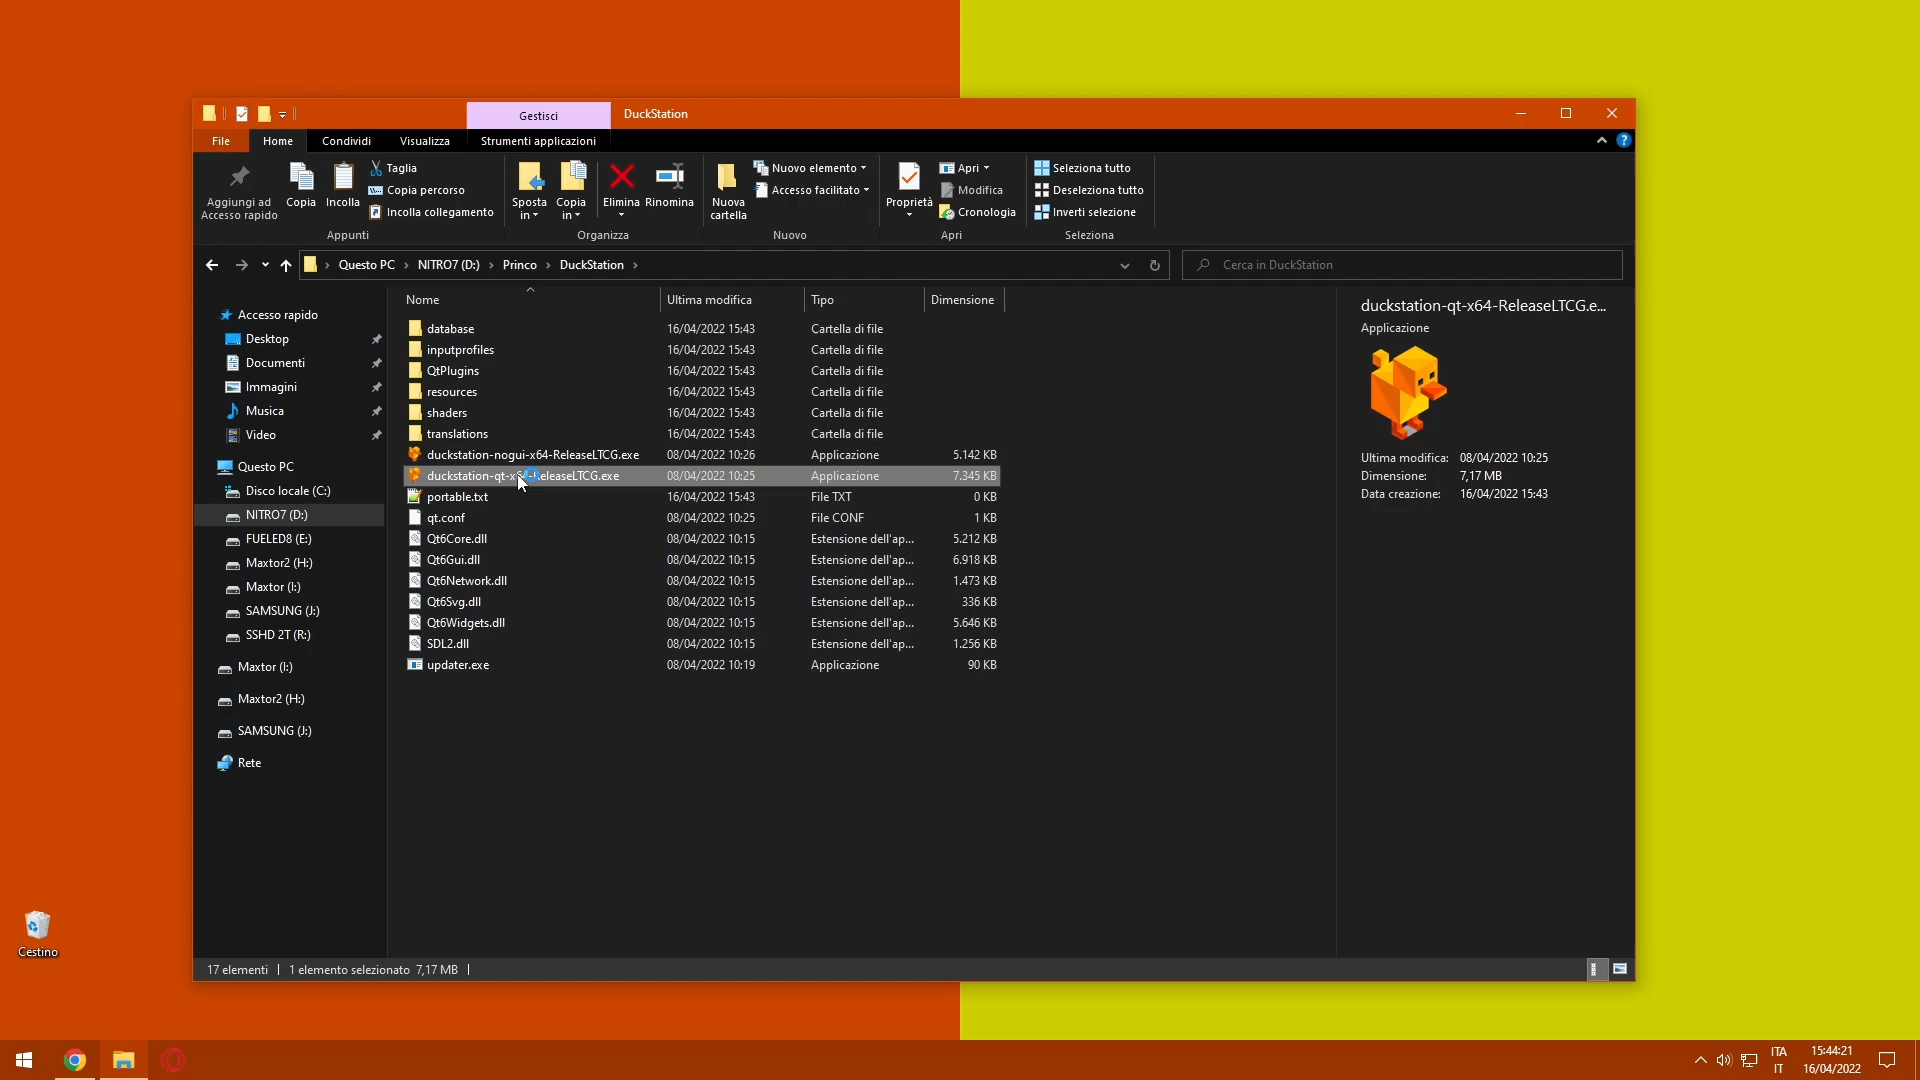 Gestisci
DuckStation
File Home Condividi Visualizza Strumenti applicazioni
Aggiungi ad
Accesso rapido
Copia
Incolla
Taglia
Copia percorso
Incolla collegamento
Appunti
Sposta
in
Copia
in
Elimina
Rinomina
Organizza
Nuova
cartella
Nuovo elemento
Accesso facilitato
Nuovo
Proprietà
Apri
Modifica
Cronologia
Apri
Seleziona tutto
Deseleziona tutto
Inverti selezione
Seleziona
Questo PC NITRO7 (D:) Princo DuckStation
Cerca in DuckStation
Accesso rapido
Desktop
Documenti
Immagini
Musica
Video
Questo PC
Disco locale (C:)
NITRO7 (D:)
FUELED8 (E:)
Maxtor2 (H:)
Maxtor (I:)
SAMSUNG (J:)
SSHD 2T (R:)
Maxtor (I:)
Maxtor2 (H:)
SAMSUNG (J:)
Rete
Nome Ultima modifica Tipo Dimensione
database 16/04/2022 15:43 Cartella di file
inputprofiles 16/04/2022 15:43 Cartella di file
QtPlugins 16/04/2022 15:43 Cartella di file
resources 16/04/2022 15:43 Cartella di file
shaders 16/04/2022 15:43 Cartella di file
translations 16/04/2022 15:43 Cartella di file
duckstation-nogui-x64-ReleaseLTCG.exe 08/04/2022 10:26 Applicazione 5.142 KB
duckstation-qt-x64-ReleaseLTCG.exe 08/04/2022 10:25 Applicazione 7.345 KB
portable.txt 16/04/2022 15:43 File TXT 0 KB
qt.conf 08/04/2022 10:25 File CONF 1 KB
Qt6Core.dll 08/04/2022 10:15 Estensione dell'ap... 5.212 KB
Qt6Gui.dll 08/04/2022 10:15 Estensione dell'ap... 6.918 KB
Qt6Network.dll 08/04/2022 10:15 Estensione dell'ap... 1.473 KB
Qt6Svg.dll 08/04/2022 10:15 Estensione dell'ap... 336 KB
Qt6Widgets.dll 08/04/2022 10:15 Estensione dell'ap... 5.646 KB
SDL2.dll 08/04/2022 10:15 Estensione dell'ap... 1.256 KB
updater.exe 08/04/2022 10:19 Applicazione 90 KB
duckstation-qt-x64-ReleaseLTCG.e...
Applicazione
Ultima modifica: 08/04/2022 10:25
Dimensione: 7,17 MB
Data creazione: 16/04/2022 15:43
17 elementi 1 elemento selezionato 7,17 MB
Cestino
ITA
IT
15:44:21
16/04/2022